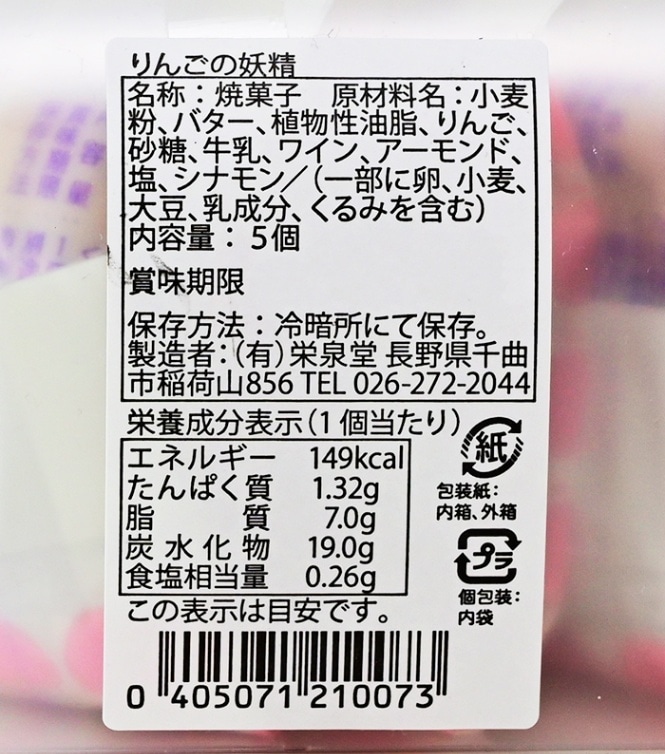 りんごの妖精
名称：焼菓子　原材料名：小麦
粉、バター、植物性油脂、りんご、
砂糖、牛乳、ワイン、アーモンド、
塩、シナモン／（一部に卵、小麦、
大豆、乳成分、くるみを含む）
内容量：5個
賞味期限
保存方法：冷暗所にて保存。
製造者：（有）栄泉堂 長野県千曲
市稲荷山856 TEL 026-272-2044
栄養成分表示（1個当たり）
エネルギー 149kcal
たんぱく質 1.32g
脂　　質 7.0g
炭水化物 19.0g
食塩相当量 0.26g
この表示は目安です。
紙
包装紙：
内箱、外箱
プラ
個包装：
内袋
0 405071 210073